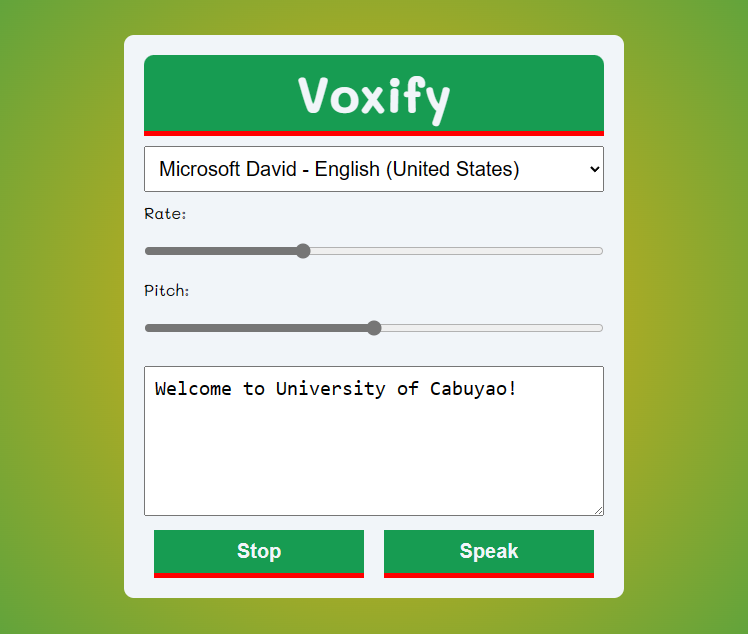 Voxify
Microsoft David - English (United States)
Rate:
Pitch:
Welcome to University of Cabuyao!
Stop
Speak